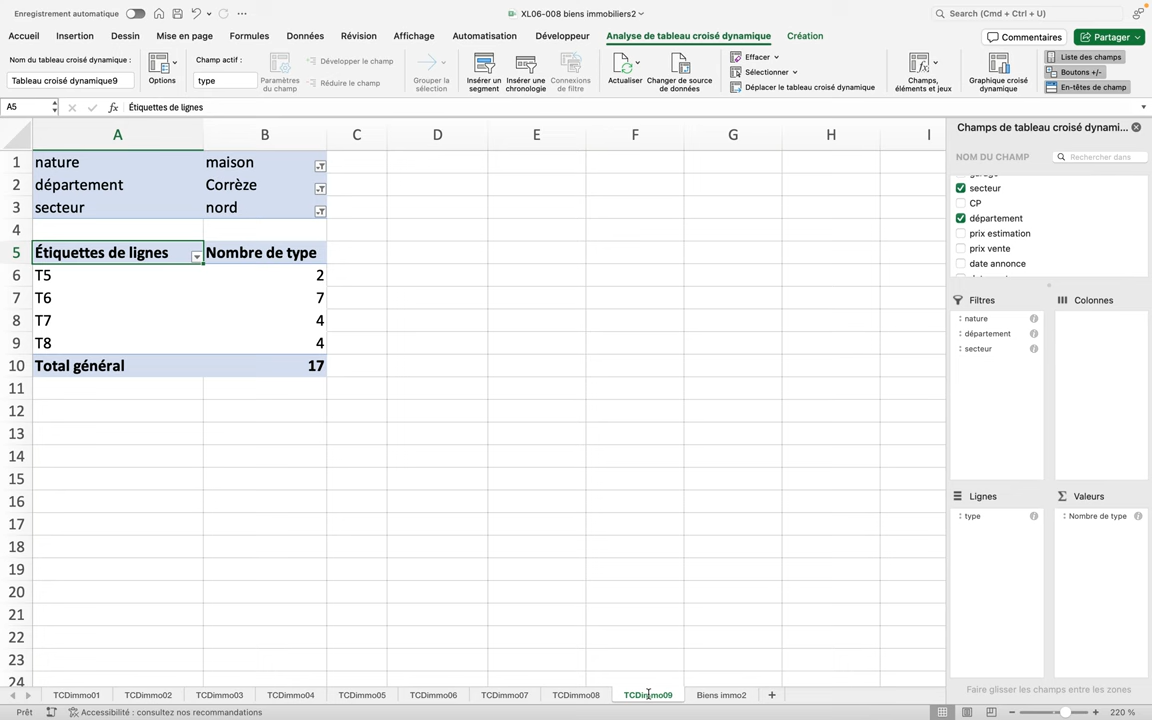 Enregistrement automatique
XL06-008 biens immobiliers2
Search (Cmd + Ctrl + U)
Accueil Insertion Dessin Mise en page Formules Données Révision Affichage Automatisation Développeur Analyse de tableau croisé dynamique Création
Commentaires
Partager
Nom du tableau croisé dynamique :
Tableau croisé dynamique9
Options
Champ actif :
type
Paramètres du champ
Développer le champ
Réduire le champ
Grouper la sélection
Insérer un segment
Insérer une chronologie
Connexions de filtre
Actualiser
Changer de source de données
Effacer
Sélectionner
Déplacer le tableau croisé dynamique
Champs, éléments et jeux
Graphique croisé dynamique
Liste des champs
Boutons +/-
En-têtes de champ
A5
fx
Étiquettes de lignes
A B C D E F G H I
1 nature maison
2 département Corrèze
3 secteur nord
4
5 Étiquettes de lignes Nombre de type
6 T5 2
7 T6 7
8 T7 4
9 T8 4
10 Total général 17
11
12
13
14
15
16
17
18
19
20
21
22
23
24
Champs de tableau croisé dynami...
NOM DU CHAMP
Rechercher dans
secteur
CP
département
prix estimation
prix vente
date annonce
Filtres
nature
département
secteur
Colonnes
Lignes
type
Valeurs
Nombre de type
Faire glisser les champs entre les zones
TCDimmo01 TCDimmo02 TCDimmo03 TCDimmo04 TCDimmo05 TCDimmo06 TCDimmo07 TCDimmo08 TCDimmo09 Biens immo2
Prêt
Accessibilité : consultez nos recommandations
220 %